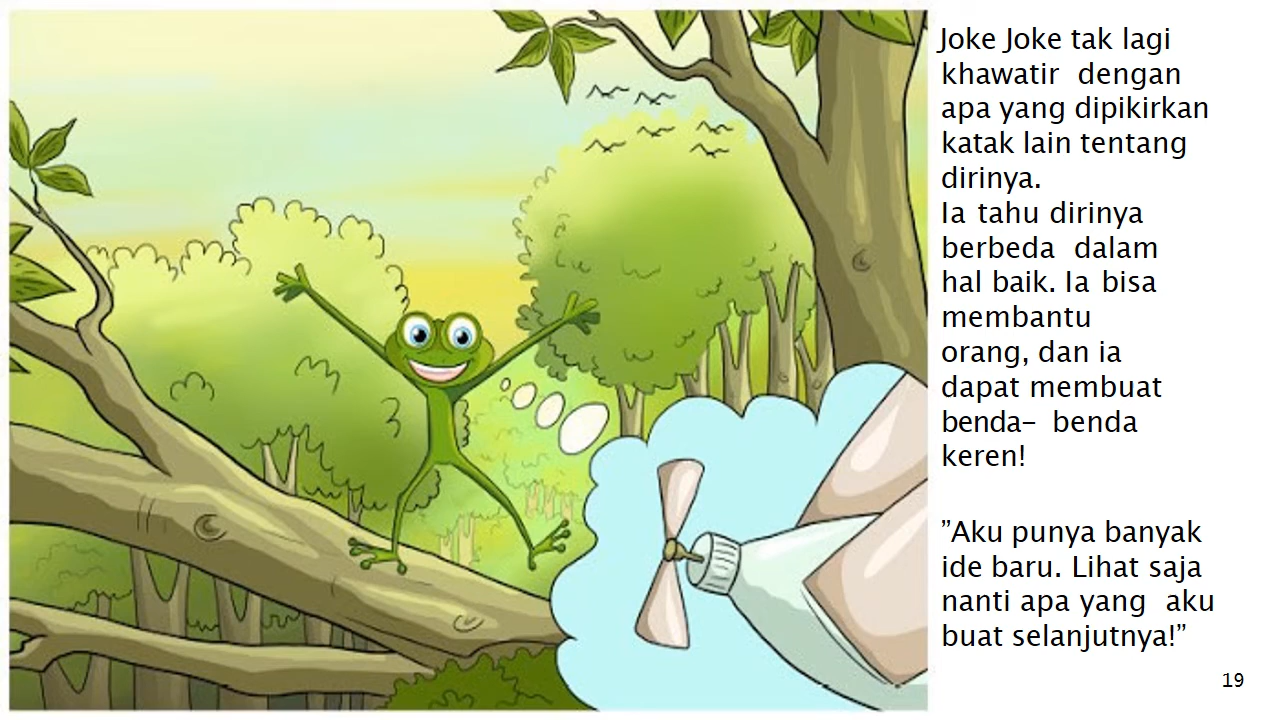 Joke Joke tak lagi
khawatir dengan
apa yang dipikirkan
katak lain tentang
dirinya.
Ia tahu dirinya
berbeda dalam
hal baik. Ia bisa
membantu
orang, dan ia
dapat membuat
benda– benda
keren!
”Aku punya banyak
ide baru. Lihat saja
nanti apa yang aku
buat selanjutnya!”
19